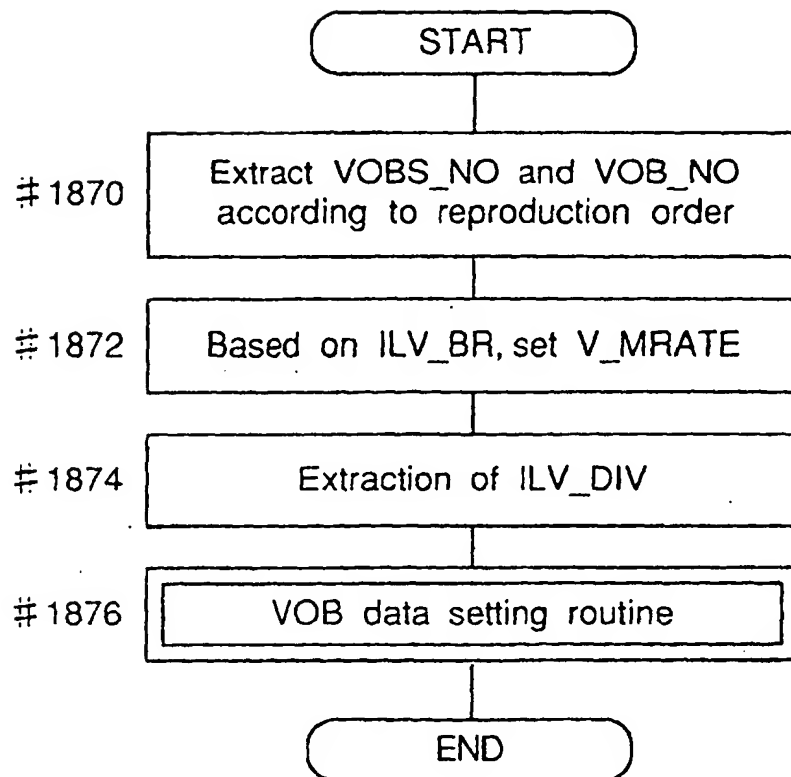 START
#1870
Extract VOBS_NO and VOB_NO
according to reproduction order
#1872
Based on ILV_BR, set V_MRATE
#1874
Extraction of ILV_DIV
#1876
VOB data setting routine
END